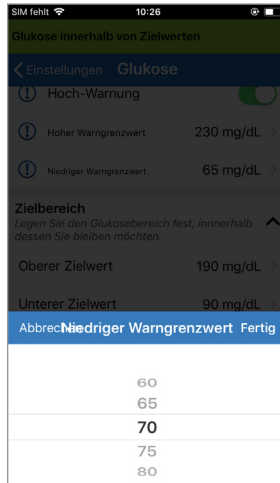 SIM fehlt 10:26
Glukose innerhalb von Zielwerten
Einstellungen Glukose
Hoch-Warnung
Hoher Warngrenzwert 230 mg/dL
Niedriger Warngrenzwert 65 mg/dL
Zielbereich
Legen Sie den Glukosebereich fest, innnerhalb
dessen Sie bleiben möchten.
Oberer Zielwert 190 mg/dL
Unterer Zielwert 90 mg/dL
Abbrechen Niedriger Warngrenzwert Fertig
60
65
70
75
80